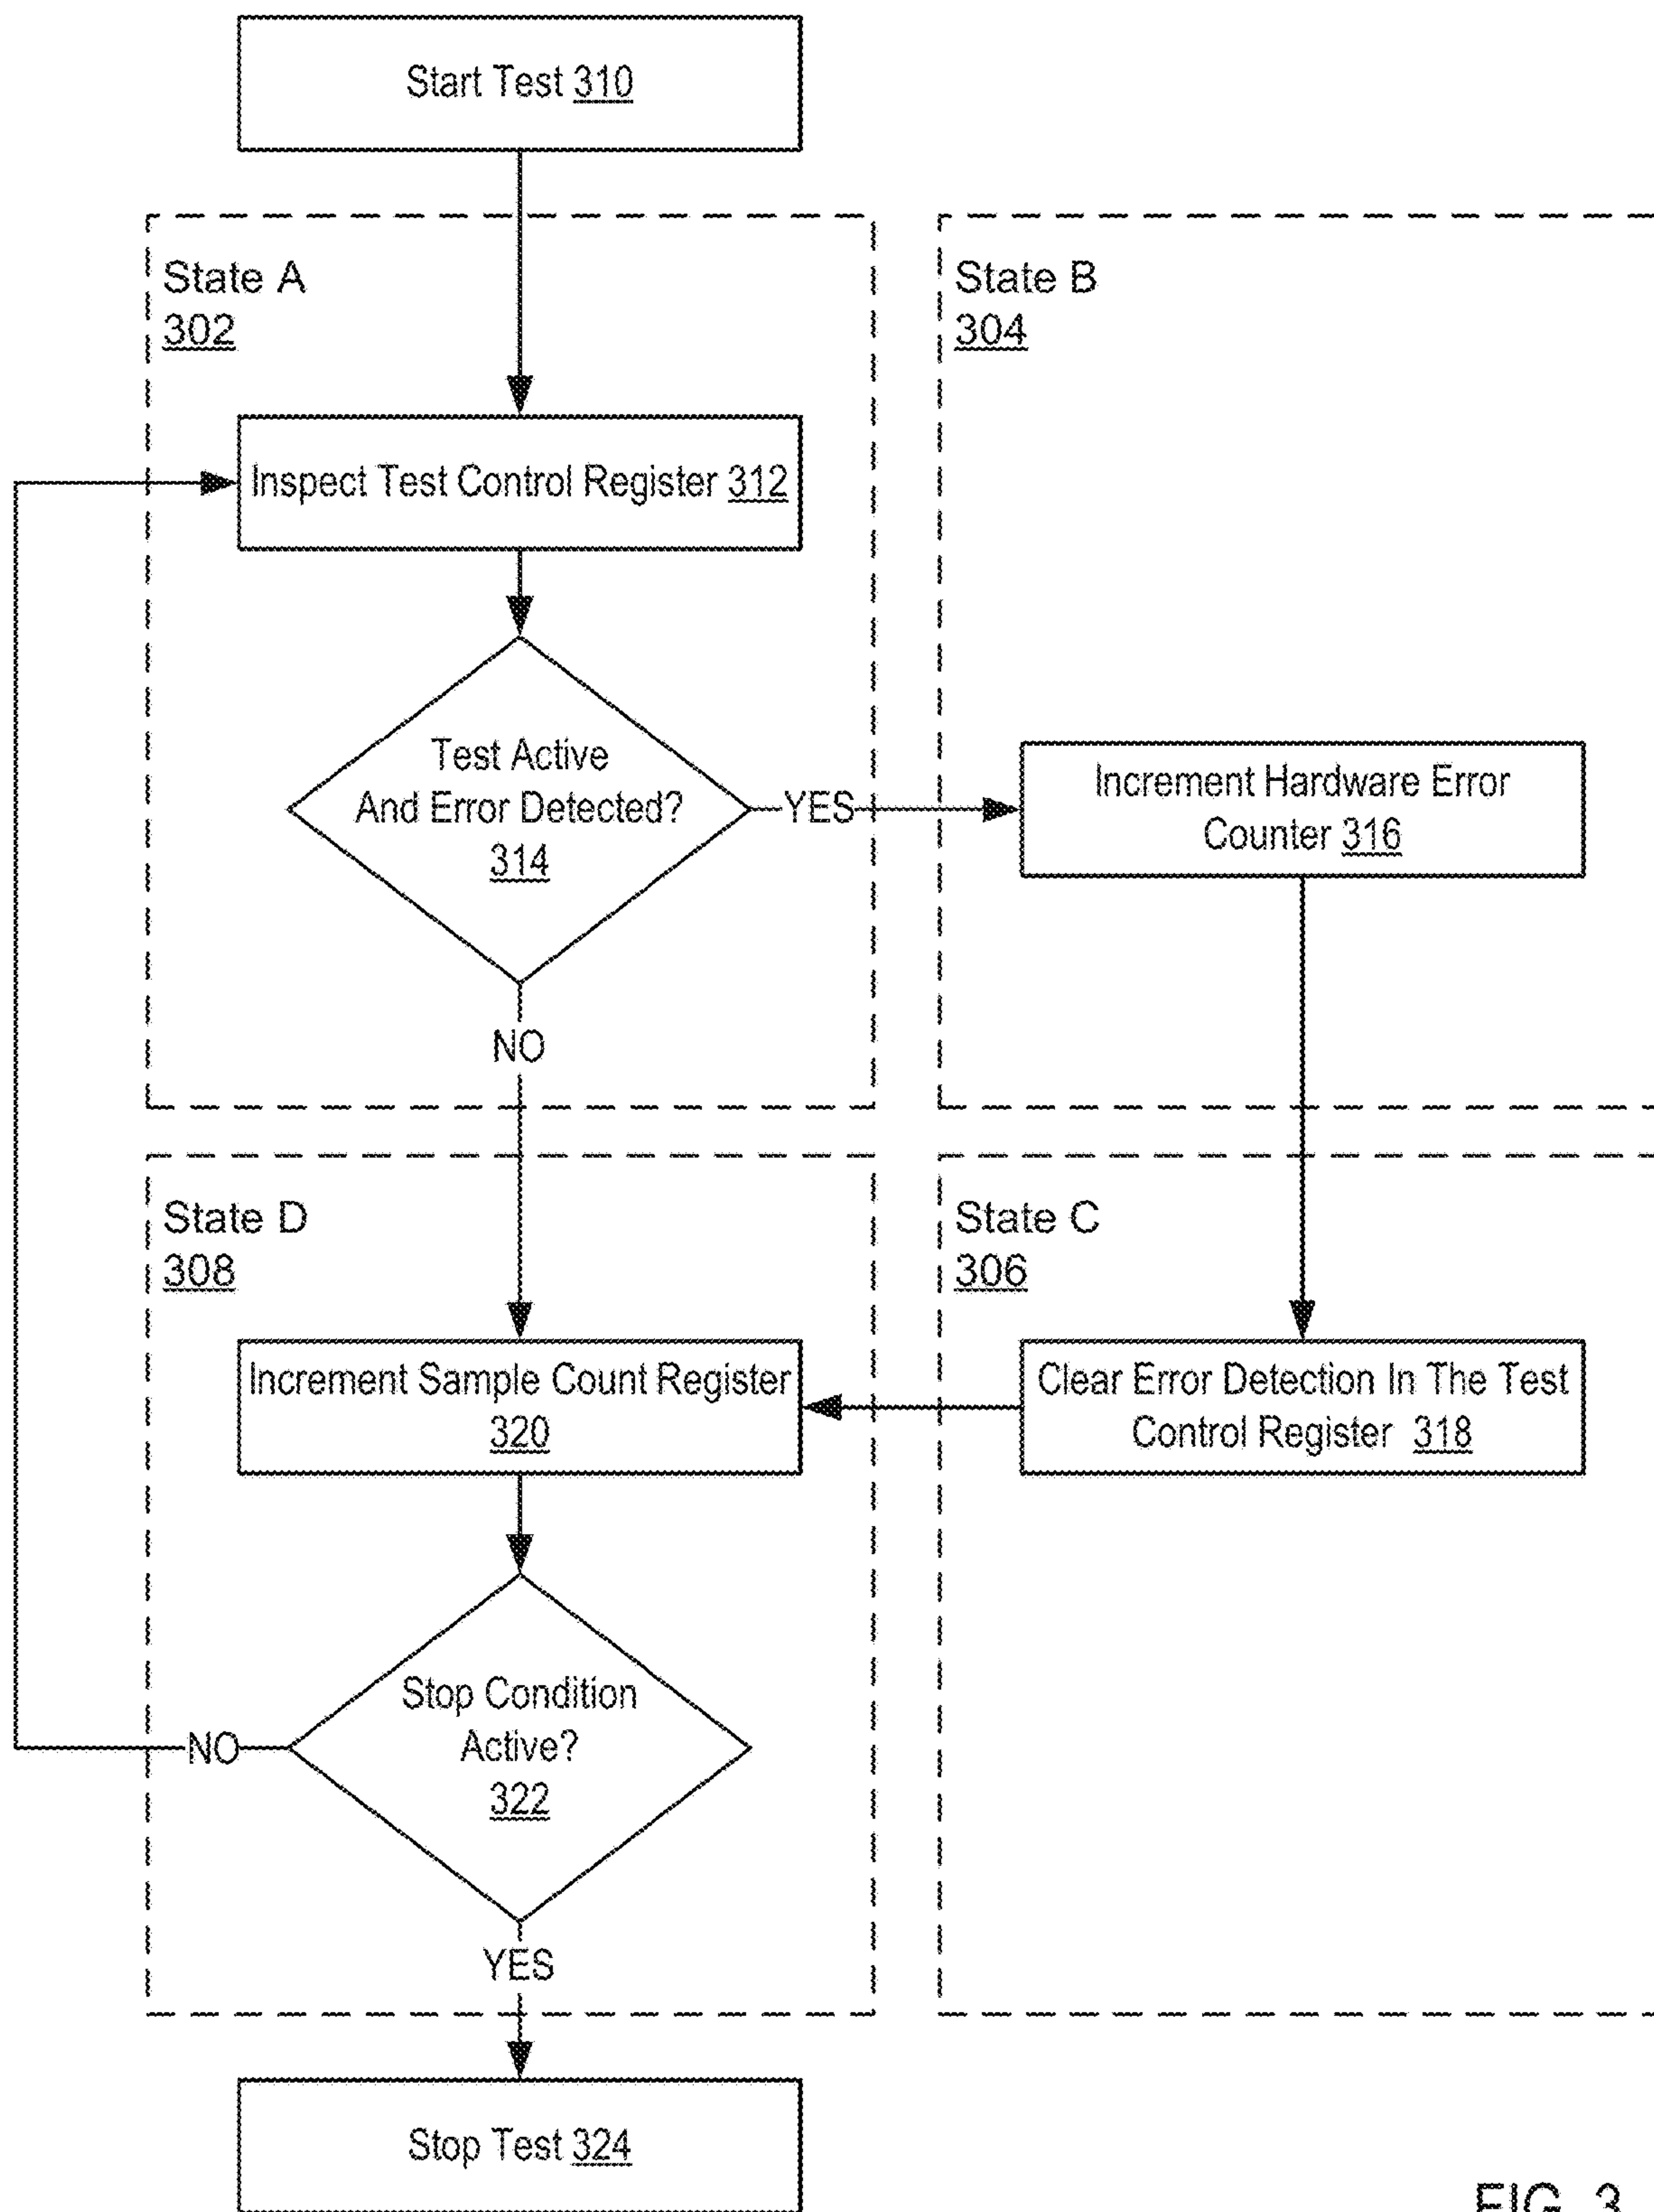 Start Test 310
State A
302
State B
304
Inspect Test Control Register 312
Test Active
And Error Detected?
314
YES
Increment Hardware Error
Counter 316
NO
State D
308
State C
306
Increment Sample Count Register
320
Clear Error Detection In The Test
Control Register 318
Stop Condition
Active?
322
NO
YES
Stop Test 324
FIG. 3